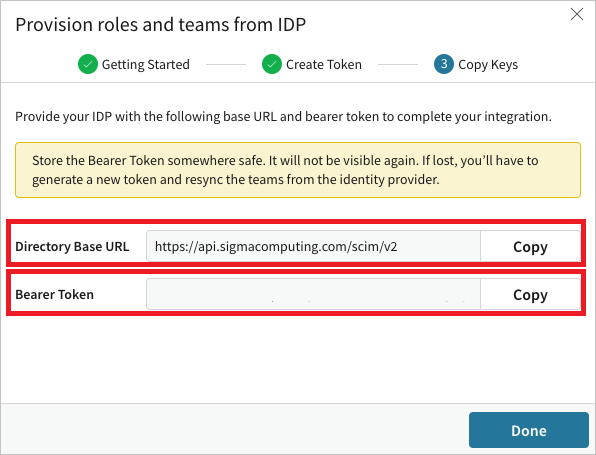 Provision roles and teams from IDP
Getting Started
Create Token
3 Copy Keys
Provide your IDP with the following base URL and bearer token to complete your integration.
Store the Bearer Token somewhere safe. It will not be visible again. If lost, you’ll have to
generate a new token and resync the teams from the identity provider.
Directory Base URL https://api.sigmacomputing.com/scim/v2 Copy
Bearer Token Copy
Done